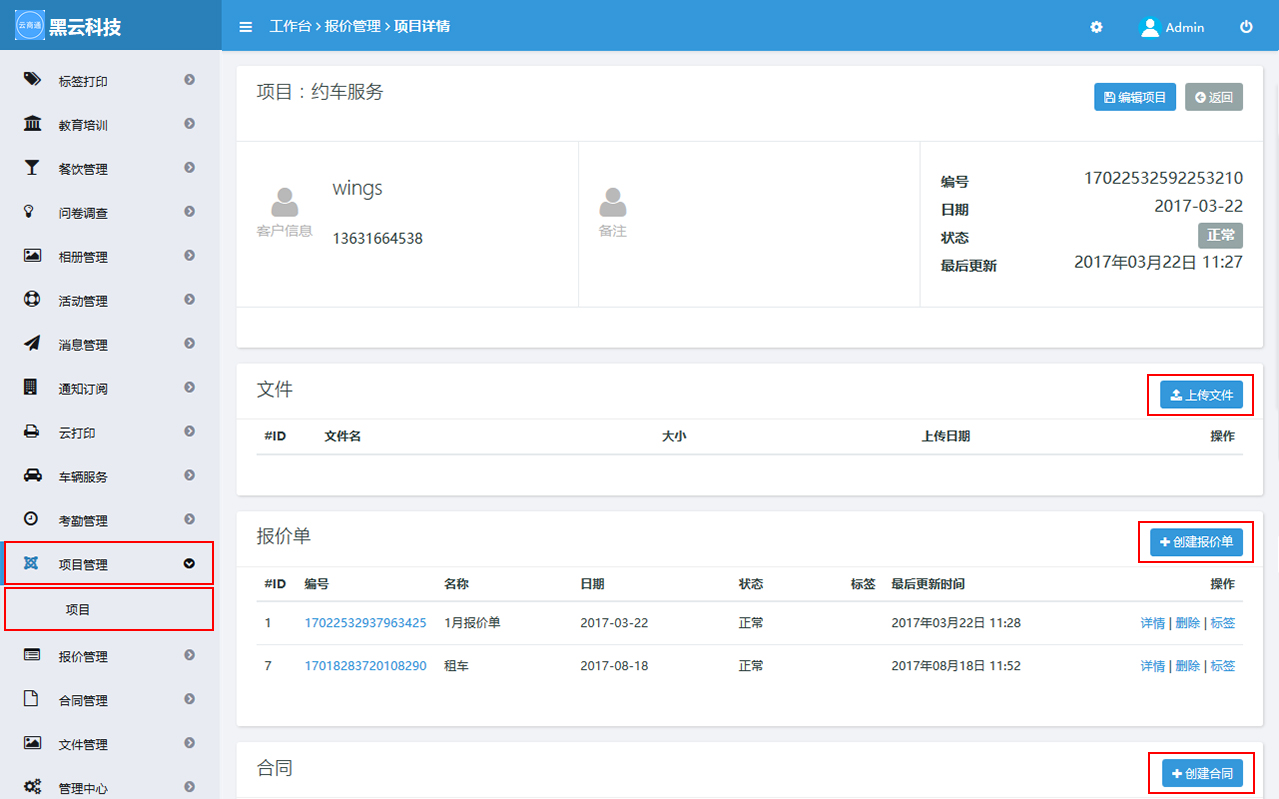 云商通 黑云科技
工作台 > 报价管理 > 项目详情
Admin
标签打印
教育培训
餐饮管理
问卷调查
相册管理
活动管理
消息管理
通知订阅
云打印
车辆服务
考勤管理
项目管理
项目
报价管理
合同管理
文件管理
管理中心
项目：约车服务
编辑项目 返回
客户信息
wings
13631664538
备注
编号 17022532592253210
日期 2017-03-22
状态 正常
最后更新 2017年03月22日 11:27
文件
上传文件
#ID 文件名 大小 上传日期 操作
报价单
创建报价单
#ID 编号 名称 日期 状态 标签 最后更新时间 操作
1 17022532937963425 1月报价单 2017-03-22 正常 2017年03月22日 11:28 详情 | 删除 | 标签
7 17018283720108290 租车 2017-08-18 正常 2017年08月18日 11:52 详情 | 删除 | 标签
合同
创建合同